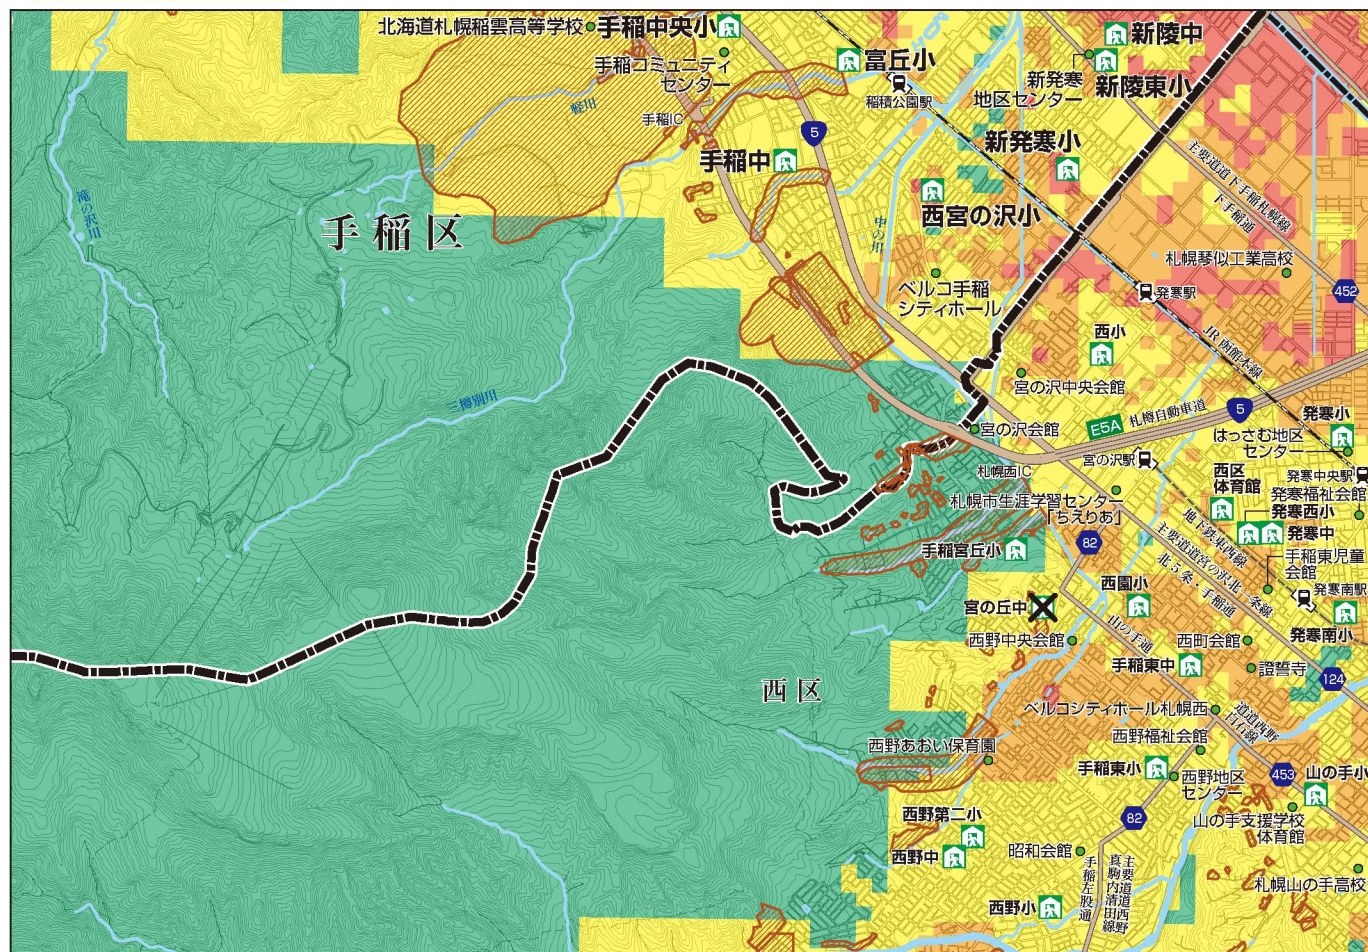 北海道札幌稲雲高等学校
手稲中央小
手稲コミュニティ
センター
富丘小
稲積公園駅
新陵中
新陵東小
新発寒
地区センター
軽川
手稲IC
5
手稲中
新発寒小
西宮の沢小
主要道道下手稲札幌線
下手稲通
滝の沢川
手稲区
中の川
ベルコ手稲
シティホール
札幌琴似工業高校
発寒駅
452
西小
JR函館本線
宮の沢中央会館
三樽別川
E5A
札樽自動車道
5
発寒小
宮の沢会館
はっさむ地区
センター
札幌西IC
宮の沢駅
西区
体育館
発寒中央駅
発寒福祉会館
札幌市生涯学習センター
「ちえりあ」
発寒西小
発寒中
82
地下鉄東西線
主要道道宮の沢北一条線
北5条・手稲通
手稲宮丘小
手稲東児童
会館
西園小
発寒南駅
宮の丘中
山の手通
発寒南小
西野中央会館
西町会館
手稲東中
證誓寺
124
西区
ベルコシティホール札幌西
道道西野
白石線
西野あおい保育園
西野福祉会館
手稲東小
西野地区
センター
453
山の手小
西野第二小
82
山の手支援学校
体育館
西野中
昭和会館
手稲左股通
主要道道西野
真駒内清田線
札幌山の手高校
西野小